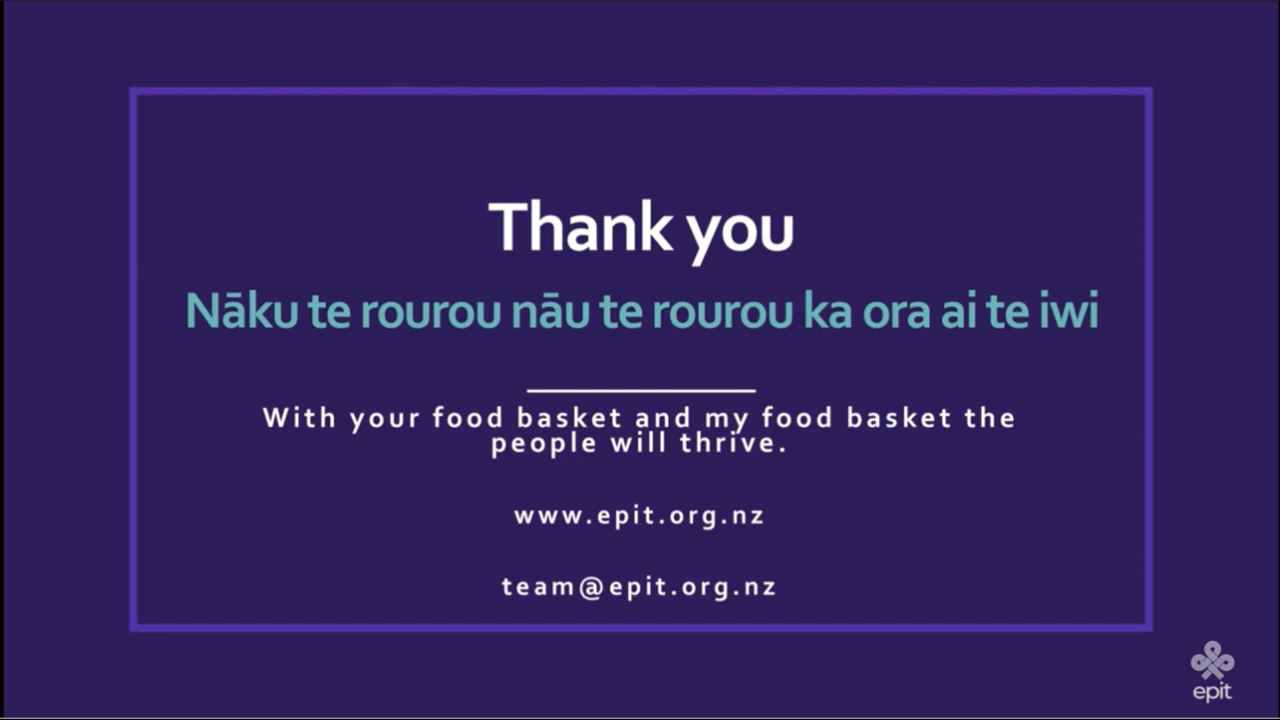 Thank you
Nāku te rourou nāu te rourou ka ora ai te iwi
With your food basket and my food basket the
people will thrive.
www.epit.org.nz
team@epit.org.nz
epit